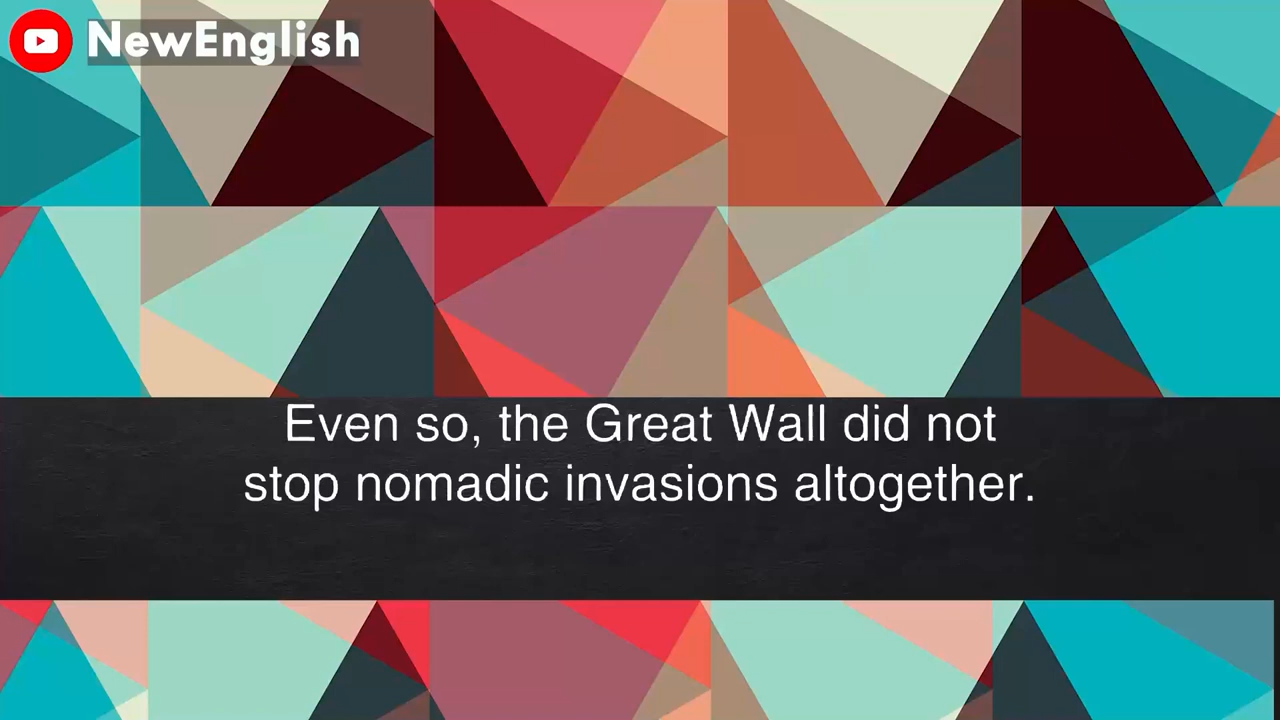 NewEnglish
Even so, the Great Wall did not
stop nomadic invasions altogether.